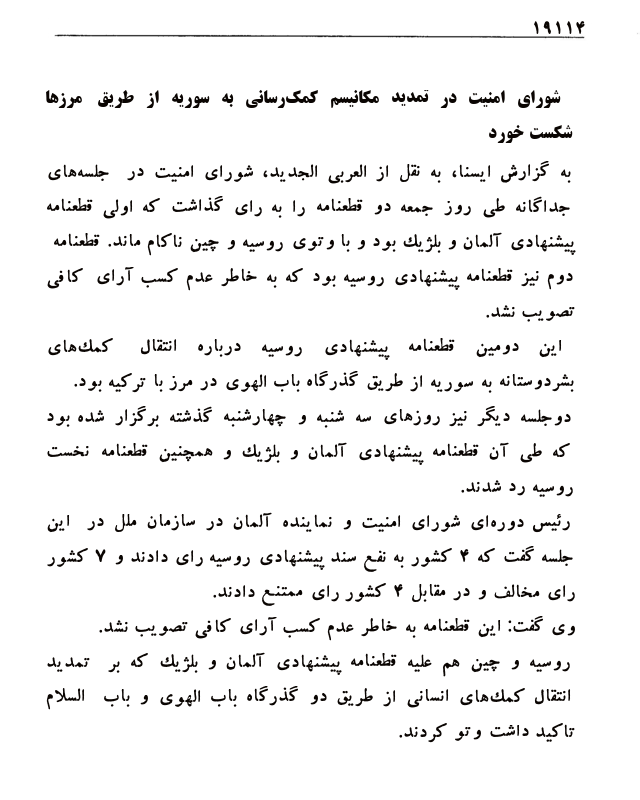 ۱۹۱۱۴
شورای امنیت در تمدید مکانیسم کمک‌رسانی به سوریه از طریق مرزها
شکست خورد
به گزارش ایسنا، به نقل از العربی الجدید، شورای امنیت در جلسه‌های
جداگانه طی روز جمعه دو قطعنامه را به رای گذاشت که اولی قطعنامه
پیشنهادی آلمان و بلژیك بود و با وتوی روسیه و چین ناکام ماند. قطعنامه
دوم نیز قطعنامه پیشنهادی روسیه بود که به خاطر عدم کسب آرای کافی
تصویب نشد.
این دومین قطعنامه پیشنهادی روسیه درباره انتقال کمك‌های
بشردوستانه به سوریه از طریق گذرگاه باب الهوی در مرز با ترکیه بود.
دو جلسه دیگر نیز روزهای سه شنبه و چهارشنبه گذشته برگزار شده بود
که طی آن قطعنامه پیشنهادی آلمان و بلژیك و همچنین قطعنامه نخست
روسیه رد شدند.
رئیس دوره‌ای شورای امنیت و نماینده آلمان در سازمان ملل در این
جلسه گفت که ۴ کشور به نفع سند پیشنهادی روسیه رای دادند و ۷ کشور
رای مخالف و در مقابل ۴ کشور رای ممتنع دادند.
وی گفت: این قطعنامه به خاطر عدم کسب آرای کافی تصویب نشد.
روسیه و چین هم علیه قطعنامه پیشنهادی آلمان و بلژیك که بر تمدید
انتقال کمك‌های انسانی از طریق دو گذرگاه باب الهوی و باب السلام
تاکید داشت وتو کردند.